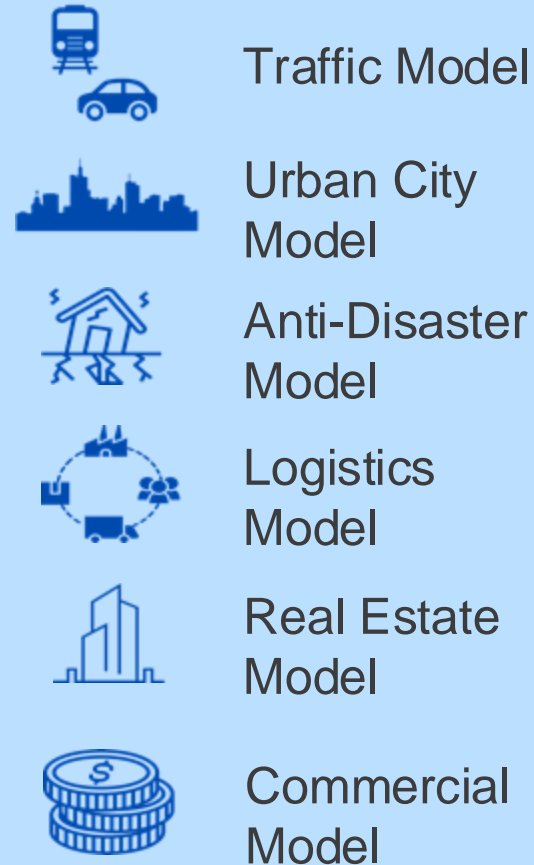 Traffic Model
Urban City
Model
Anti-Disaster
Model
Logistics
Model
Real Estate
Model
$
Commercial
Model